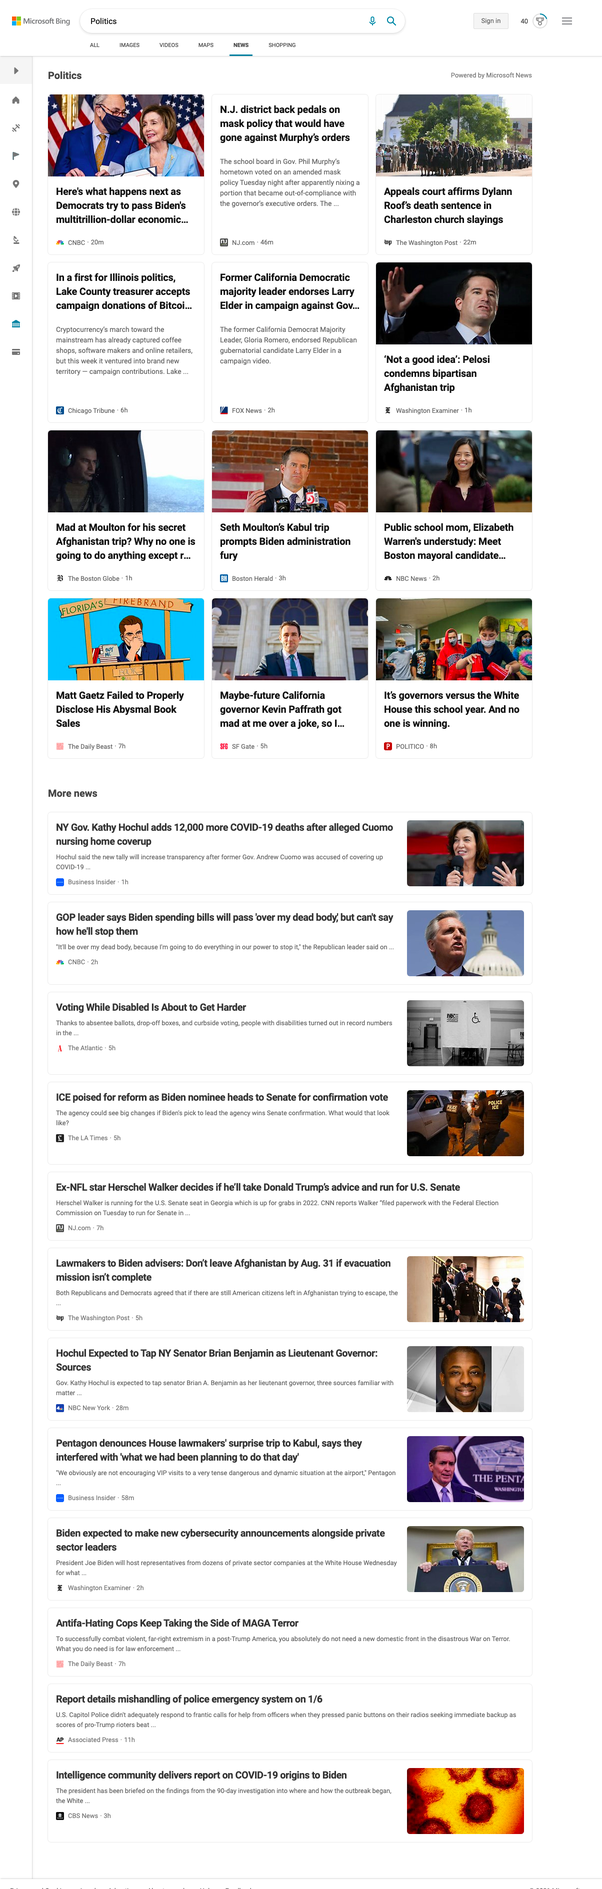 Microsoft Bing
Politics
Sign in
40
ALL
IMAGES
VIDEOS
MAPS
NEWS
SHOPPING
Politics
Powered by Microsoft News
Here's what happens next as
Democrats try to pass Biden's
multitrillion-dollar economic...
CNBC · 20m
N.J. district back pedals on
mask policy that would have
gone against Murphy's orders
The school board in Gov. Phil Murphy's
hometown voted on an amended mask
policy Tuesday night after apparently nixing a
portion that became out-of-compliance with
the governor's executive orders. The ...
NJ.com · 46m
Appeals court affirms Dylann
Roof's death sentence in
Charleston church slayings
The Washington Post · 22m
In a first for Illinois politics,
Lake County treasurer accepts
campaign donations of Bitcoi...
Cryptocurrency's march toward the
mainstream has already captured coffee
shops, software makers and online retailers,
but this week it ventured into brand new
territory — campaign contributions. Lake ...
Chicago Tribune · 6h
Former California Democratic
majority leader endorses Larry
Elder in campaign against Gov...
The former California Democrat Majority
Leader, Gloria Romero, endorsed Republican
gubernatorial candidate Larry Elder in a
campaign video.
FOX News · 2h
'Not a good idea': Pelosi
condemns bipartisan
Afghanistan trip
Washington Examiner · 1h
Mad at Moulton for his secret
Afghanistan trip? Why no one is
going to do anything except r...
The Boston Globe · 1h
Seth Moulton's Kabul trip
prompts Biden administration
fury
Boston Herald · 3h
Public school mom, Elizabeth
Warren's understudy: Meet
Boston mayoral candidate...
NBC News · 2h
FLORIDA'S FIREBRAND
Matt Gaetz Failed to Properly
Disclose His Abysmal Book
Sales
The Daily Beast · 7h
Maybe-future California
governor Kevin Paffrath got
mad at me over a joke, so I...
SF Gate · 5h
It's governors versus the White
House this school year. And no
one is winning.
POLITICO · 8h
More news
NY Gov. Kathy Hochul adds 12,000 more COVID-19 deaths after alleged Cuomo
nursing home coverup
Hochul said the new tally will increase transparency after former Gov. Andrew Cuomo was accused of covering up
COVID-19 ...
Business Insider · 1h
GOP leader says Biden spending bills will pass 'over my dead body,' but can't say
how he'll stop them
"It'll be over my dead body, because I'm going to do everything in our power to stop it," the Republican leader said on ...
CNBC · 2h
Voting While Disabled Is About to Get Harder
Thanks to absentee ballots, drop-off boxes, and curbside voting, people with disabilities turned out in record numbers
in the ...
The Atlantic · 5h
ICE poised for reform as Biden nominee heads to Senate for confirmation vote
The agency could see big changes if Biden's pick to lead the agency wins Senate confirmation. What would that look
like?
The LA Times · 5h
POLICE
ICE
Ex-NFL star Herschel Walker decides if he'll take Donald Trump's advice and run for U.S. Senate
Herschel Walker is running for the U.S. Senate seat in Georgia which is up for grabs in 2022. CNN reports Walker "filed paperwork with the Federal Election
Commission on Tuesday to run for Senate in ...
NJ.com · 7h
Lawmakers to Biden advisers: Don't leave Afghanistan by Aug. 31 if evacuation
mission isn't complete
Both Republicans and Democrats agreed that if there are still American citizens left in Afghanistan trying to escape, the
...
The Washington Post · 5h
Hochul Expected to Tap NY Senator Brian Benjamin as Lieutenant Governor:
Sources
Gov. Kathy Hochul is expected to tap senator Brian A. Benjamin as her lieutenant governor, three sources familiar with
matter ...
NBC New York · 28m
Pentagon denounces House lawmakers' surprise trip to Kabul, says they
interfered with 'what we had been planning to do that day'
"We obviously are not encouraging VIP visits to a very tense dangerous and dynamic situation at the airport," Pentagon
...
Business Insider · 58m
THE PENTA
WASHINGTON
Biden expected to make new cybersecurity announcements alongside private
sector leaders
President Joe Biden will host representatives from dozens of private sector companies at the White House Wednesday
for what ...
Washington Examiner · 2h
Antifa-Hating Cops Keep Taking the Side of MAGA Terror
To successfully combat violent, far-right extremism in a post-Trump America, you absolutely do not need a new domestic front in the disastrous War on Terror.
What you do need is for law enforcement ...
The Daily Beast · 7h
Report details mishandling of police emergency system on 1/6
U.S. Capitol Police didn't adequately respond to frantic calls for help from officers when they pressed panic buttons on their radios seeking immediate backup as
scores of pro-Trump rioters beat ...
AP Associated Press · 11h
Intelligence community delivers report on COVID-19 origins to Biden
The president has been briefed on the findings from the 90-day investigation into where and how the outbreak began,
the White ...
CBS News · 3h